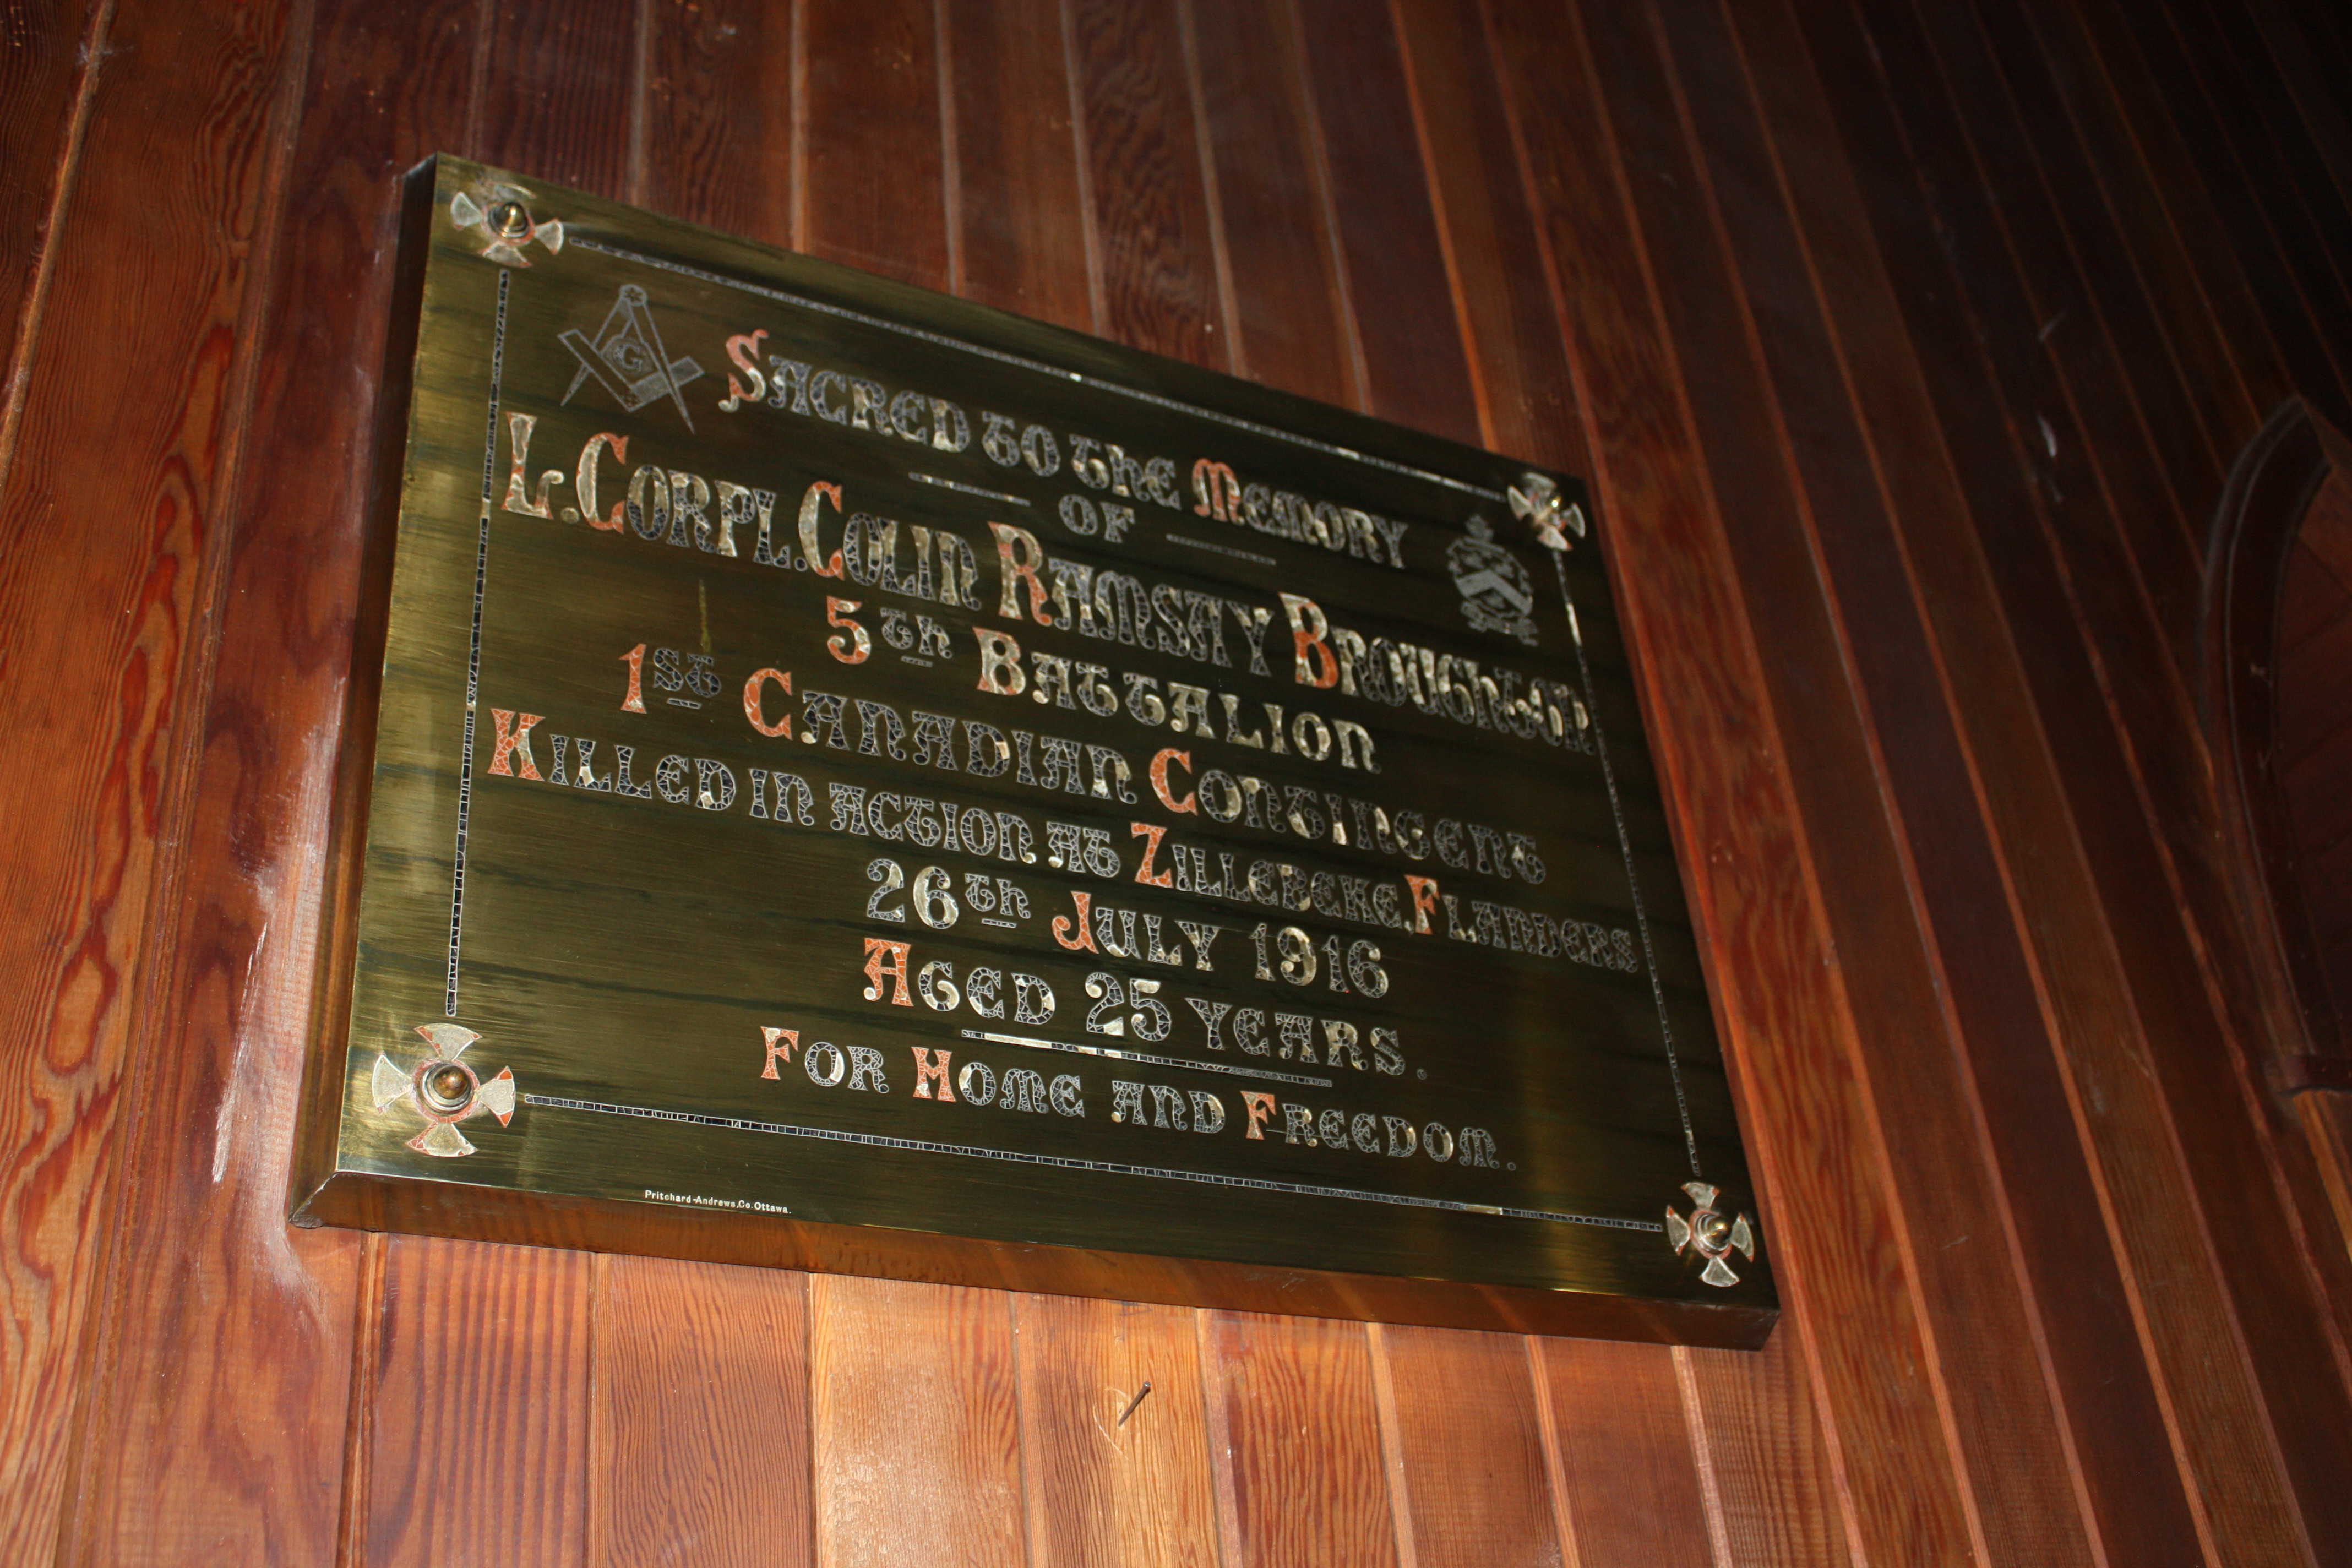 G
SACRED TO THE MEMORY
OF
L. CORPL. COLIN RAMSAY BROUGHTON
5TH BATTALION
1ST CANADIAN CONTINGENT
KILLED IN ACTION AT ZILLEBEKE, FLANDERS
26TH JULY 1916
AGED 25 YEARS.
FOR HOME AND FREEDOM.
Pritchard-Andrews. Co. Ottawa.